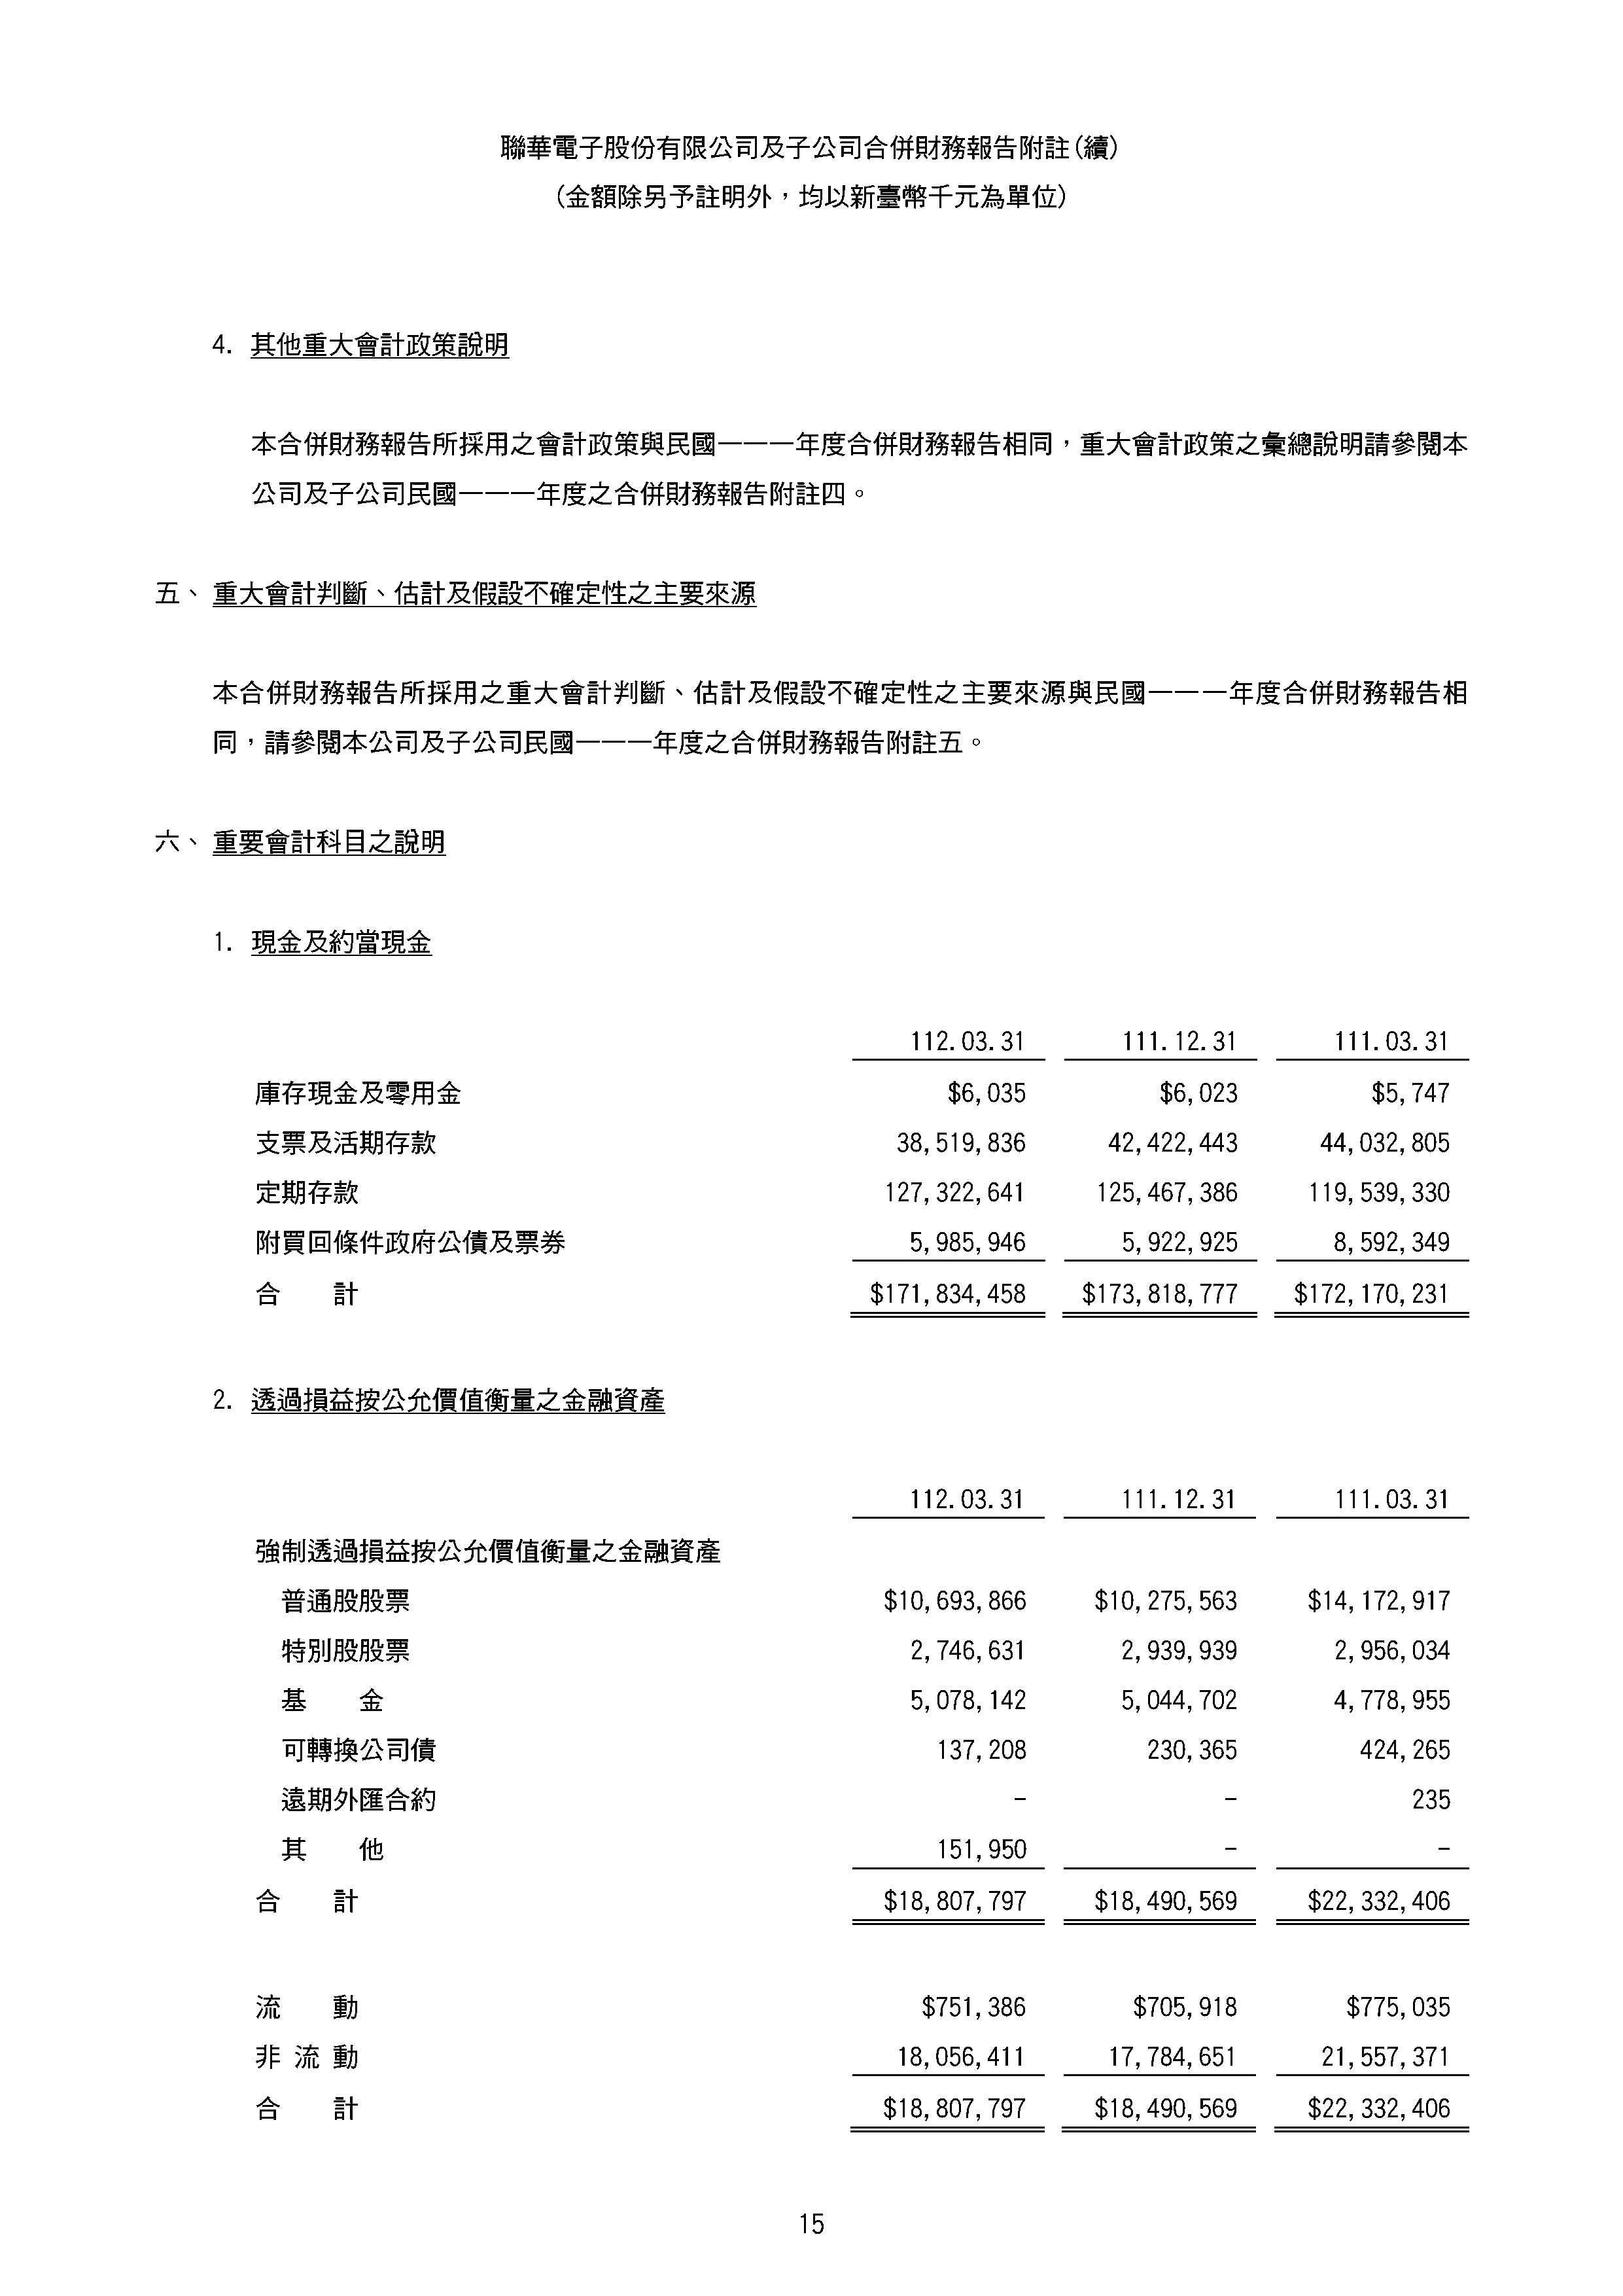 聯華電子股份有限公司及子公司合併財務報告附註(續)
(金額除另予註明外，均以新臺幣千元為單位)
4. 其他重大會計政策說明
本合併財務報告所採用之會計政策與民國一一一年度合併財務報告相同，重大會計政策之彙總說明請參閱本
公司及子公司民國一一一年度之合併財務報告附註四。
五、重大會計判斷、估計及假設不確定性之主要來源
本合併財務報告所採用之重大會計判斷、估計及假設不確定性之主要來源與民國一一一年度合併財務報告相
同，請參閱本公司及子公司民國一一一年度之合併財務報告附註五。
六、重要會計科目之說明
1. 現金及約當現金
112.03.31 111.12.31 111.03.31
庫存現金及零用金 $6,035 $6,023 $5,747
支票及活期存款 38,519,836 42,422,443 44,032,805
定期存款 127,322,641 125,467,386 119,539,330
附買回條件政府公債及票券 5,985,946 5,922,925 8,592,349
合 計 $171,834,458 $173,818,777 $172,170,231
2. 透過損益按公允價值衡量之金融資產
112.03.31 111.12.31 111.03.31
強制透過損益按公允價值衡量之金融資產
普通股股票 $10,693,866 $10,275,563 $14,172,917
特別股股票 2,746,631 2,939,939 2,956,034
基 金 5,078,142 5,044,702 4,778,955
可轉換公司債 137,208 230,365 424,265
遠期外匯合約 - - 235
其 他 151,950 - -
合 計 $18,807,797 $18,490,569 $22,332,406
流 動 $751,386 $705,918 $775,035
非 流 動 18,056,411 17,784,651 21,557,371
合 計 $18,807,797 $18,490,569 $22,332,406
15